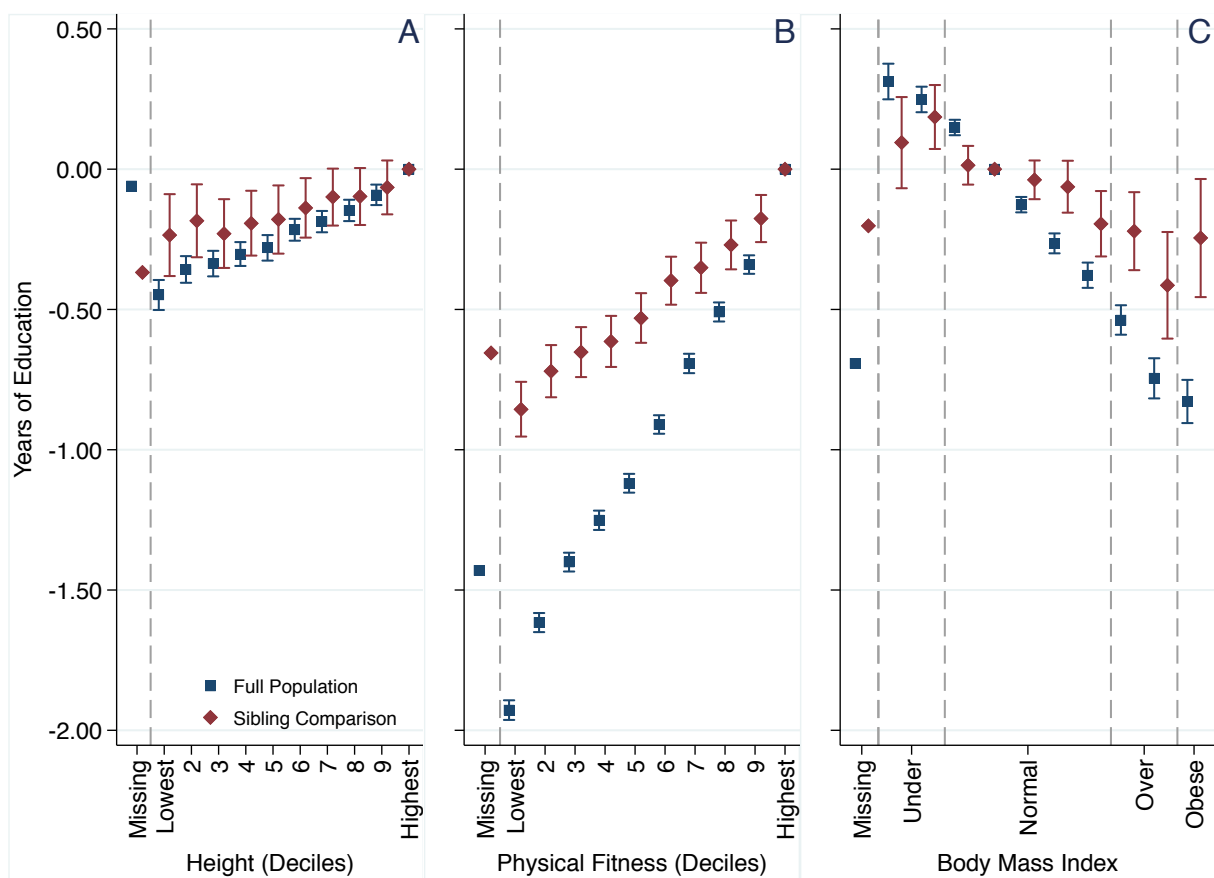 A
B
C
Years of Education
0.50
0.00
-0.50
-1.00
-1.50
-2.00
Full Population
Sibling Comparison
Missing
Lowest
2
3
4
5
6
7
8
9
Highest
Height (Deciles)
Missing
Lowest
2
3
4
5
6
7
8
9
Highest
Physical Fitness (Deciles)
Missing
Under
Normal
Over
Obese
Body Mass Index